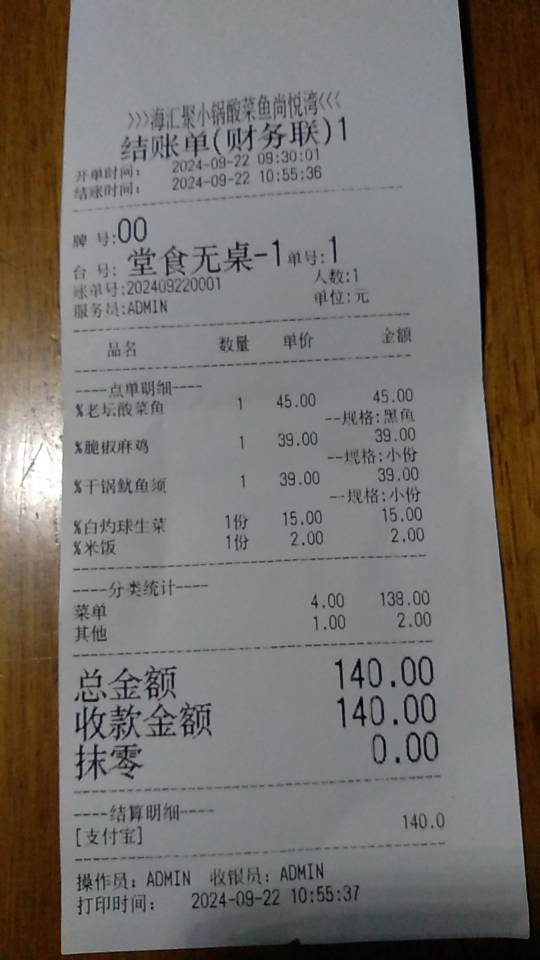 >>>海汇聚小锅酸菜鱼尚悦湾<<<
结账单(财务联)1
开单时间: 2024-09-22 09:30:01
结账时间: 2024-09-22 10:55:36
牌 号:00
台 号: 堂食无桌-1 单号:1
账单号:202409220001 人数:1
服务员:ADMIN 单位:元
品名 数量 单价 金额
----点单明细----
%老坛酸菜鱼 1 45.00 45.00
--规格:黑鱼
%脆椒麻鸡 1 39.00 39.00
--规格:小份
%干锅鱿鱼须 1 39.00 39.00
--规格:小份
%白灼球生菜 1份 15.00 15.00
%米饭 1份 2.00 2.00
----分类统计----
菜单 4.00 138.00
其他 1.00 2.00
总金额 140.00
收款金额 140.00
抹零 0.00
----结算明细----
[支付宝] 140.0
操作员: ADMIN 收银员: ADMIN
打印时间: 2024-09-22 10:55:37